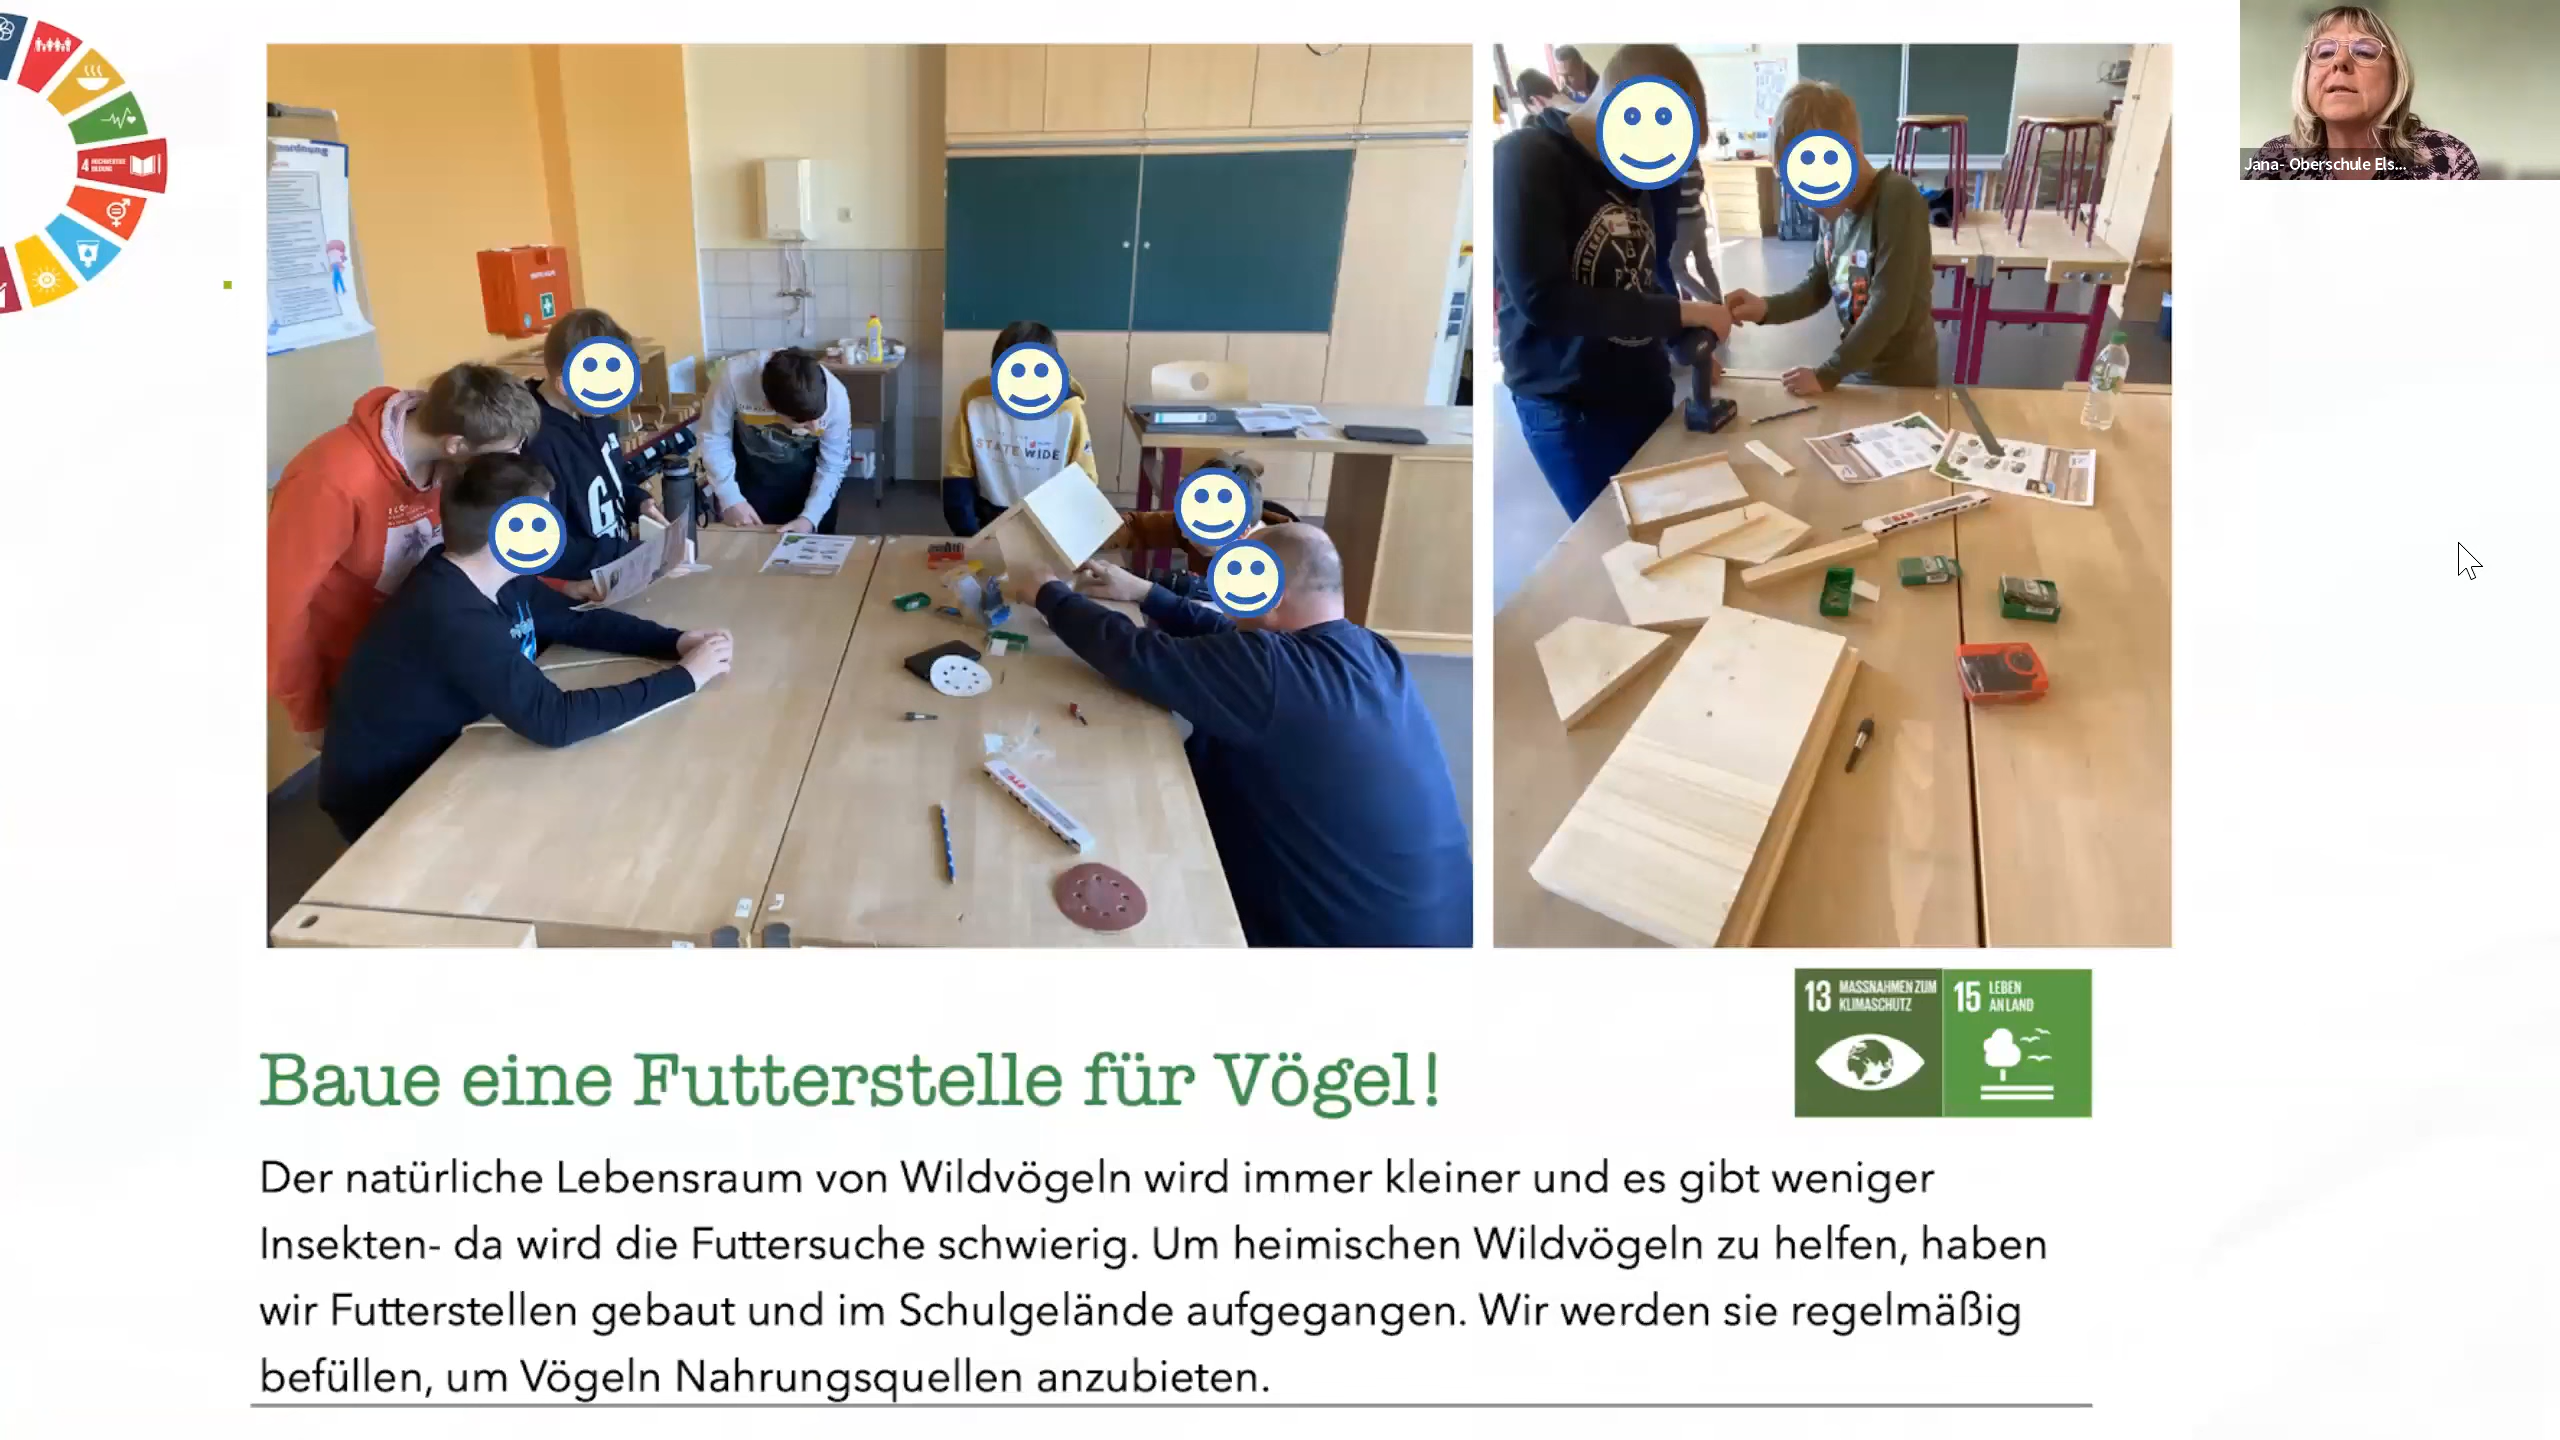 4 HOCHWERTIGE
BILDUNG
STATE WIDE
Jana- Oberschule Els...
13 MASSNAHMEN ZUM
KLIMASCHUTZ
15 LEBEN
AN LAND
Baue eine Futterstelle für Vögel!
Der natürliche Lebensraum von Wildvögeln wird immer kleiner und es gibt weniger
Insekten- da wird die Futtersuche schwierig. Um heimischen Wildvögeln zu helfen, haben
wir Futterstellen gebaut und im Schulgelände aufgegangen. Wir werden sie regelmäßig
befüllen, um Vögeln Nahrungsquellen anzubieten.